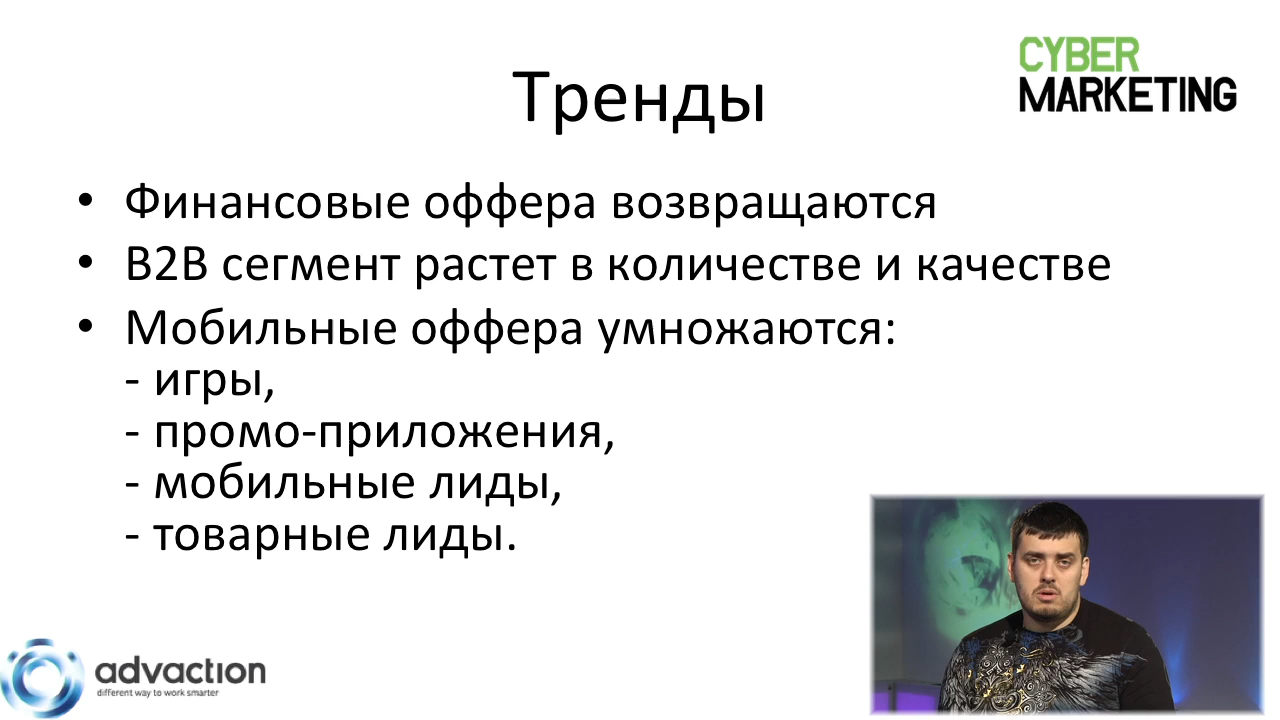 CYBER
MARKETING
Тренды
• Финансовые оффера возвращаются
• B2B сегмент растет в количестве и качестве
• Мобильные оффера умножаются:
- игры,
- промо-приложения,
- мобильные лиды,
- товарные лиды.
advaction
different way to work smarter